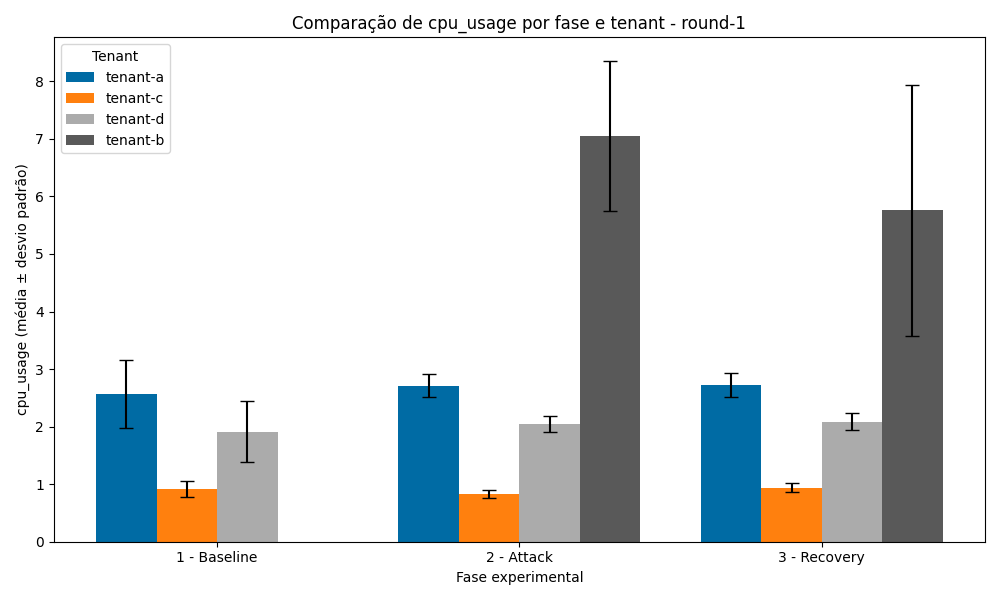 Comparação de cpu_usage por fase e tenant - round-1
Tenant
tenant-a
tenant-c
tenant-d
tenant-b
cpu_usage (média ± desvio padrão)
8
7
6
5
4
3
2
1
0
1 - Baseline
2 - Attack
3 - Recovery
Fase experimental